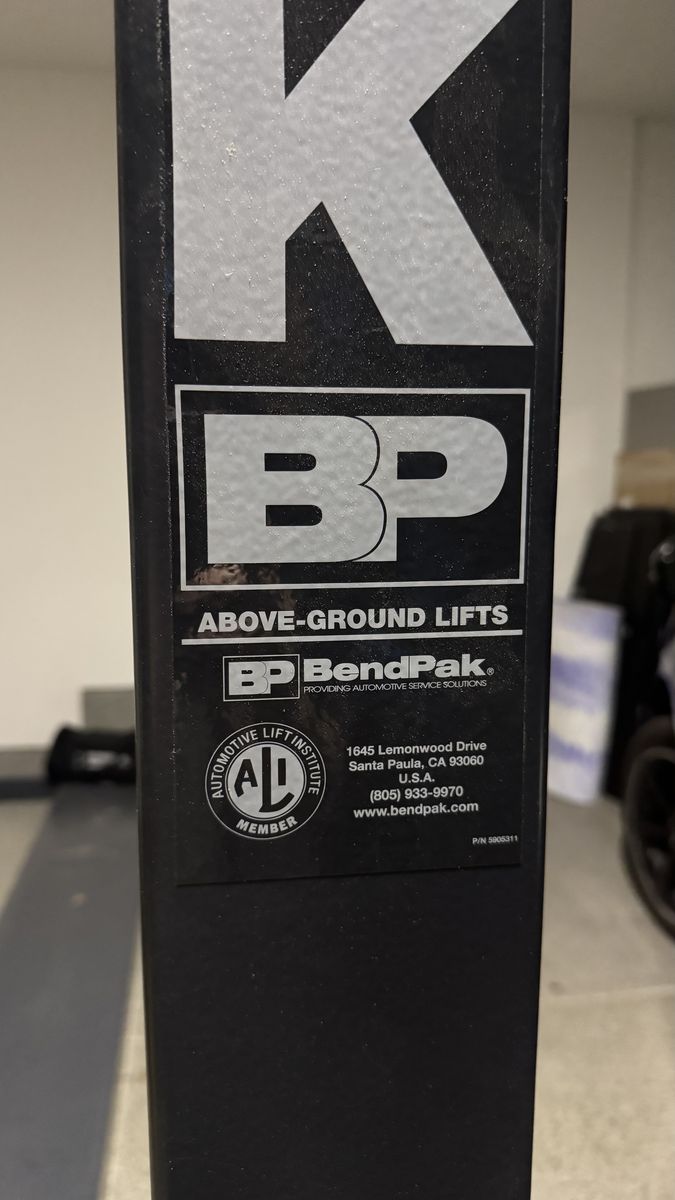 K
BP
ABOVE-GROUND LIFTS
BP BendPak®
PROVIDING AUTOMOTIVE SERVICE SOLUTIONS
AUTOMOTIVE LIFT INSTITUTE
ALI
MEMBER
1645 Lemonwood Drive
Santa Paula, CA 93060
U.S.A.
(805) 933-9970
www.bendpak.com
P/N 5905311